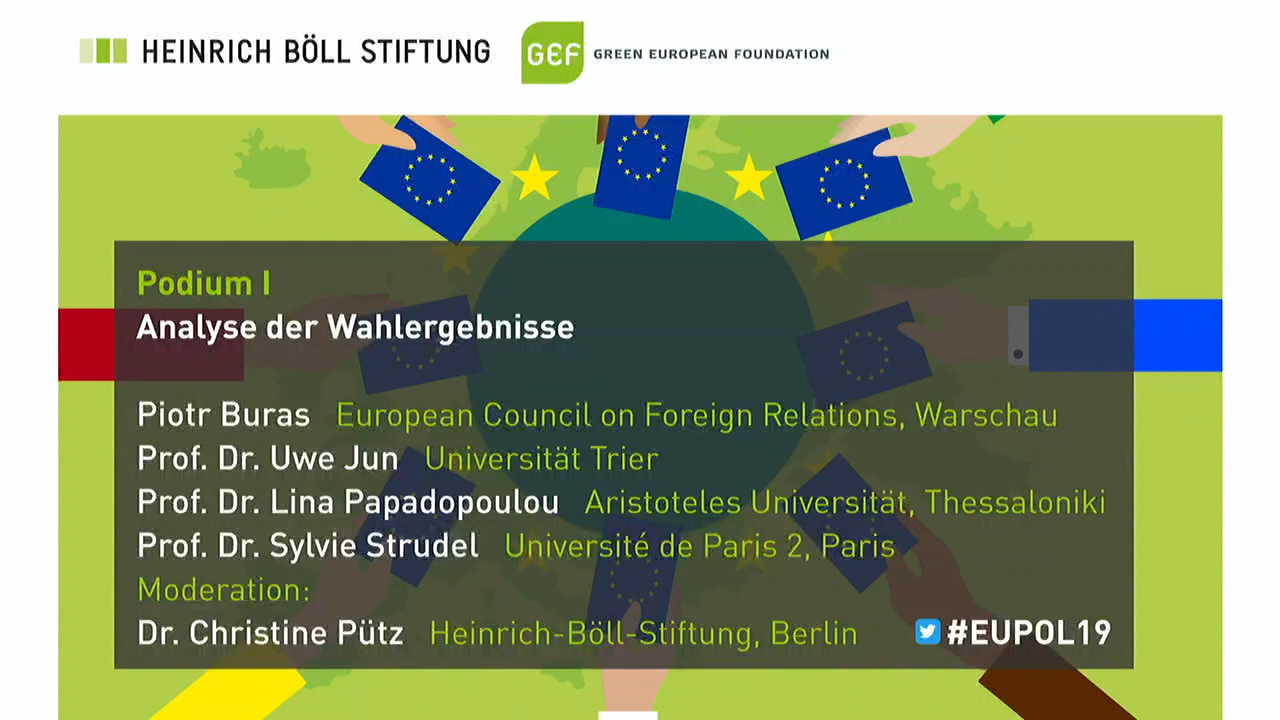 HEINRICH BÖLL STIFTUNG GEF GREEN EUROPEAN FOUNDATION
Podium I
Analyse der Wahlergebnisse
Piotr Buras European Council on Foreign Relations, Warschau
Prof. Dr. Uwe Jun Universität Trier
Prof. Dr. Lina Papadopoulou Aristoteles Universität, Thessaloniki
Prof. Dr. Sylvie Strudel Université de Paris 2, Paris
Moderation:
Dr. Christine Pütz Heinrich-Böll-Stiftung, Berlin #EUPOL19